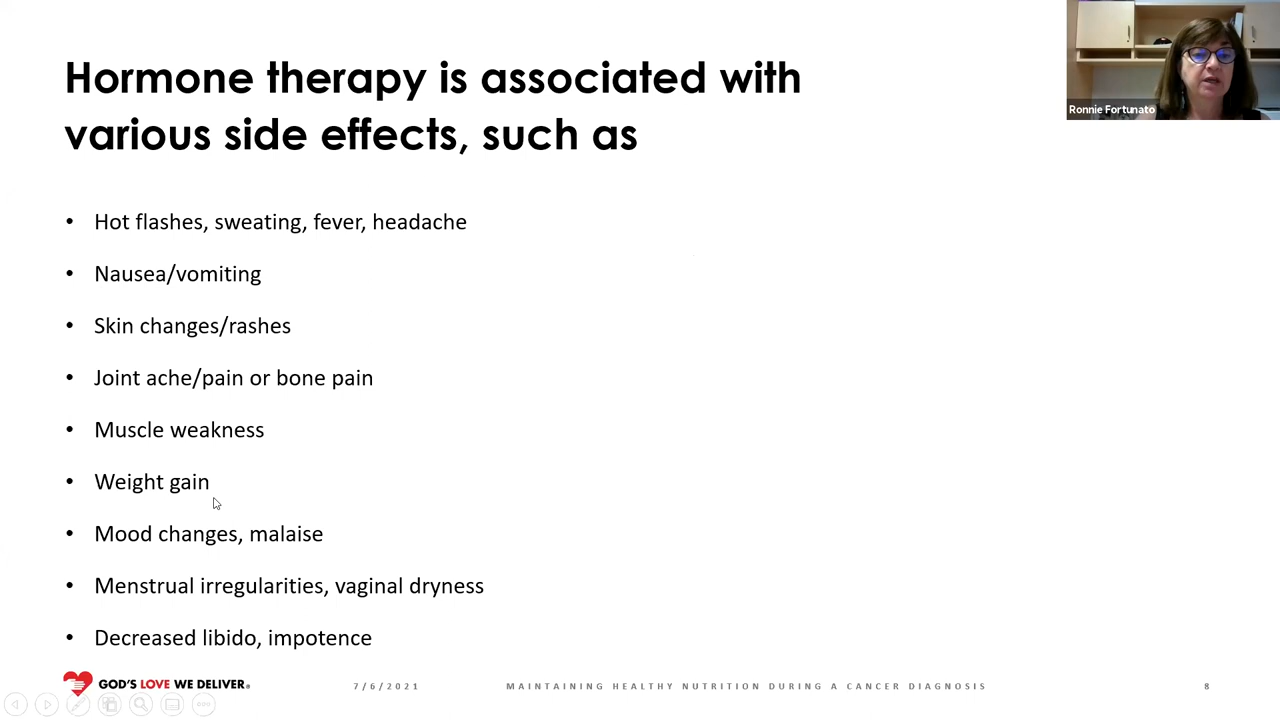 Hormone therapy is associated with
various side effects, such as
Ronnie Fortunato
• Hot flashes, sweating, fever, headache
• Nausea/vomiting
• Skin changes/rashes
• Joint ache/pain or bone pain
• Muscle weakness
• Weight gain
• Mood changes, malaise
• Menstrual irregularities, vaginal dryness
• Decreased libido, impotence
GOD'S LOVE WE DELIVER.®
7/6/2021
MAINTAINING HEALTHY NUTRITION DURING A CANCER DIAGNOSIS
8